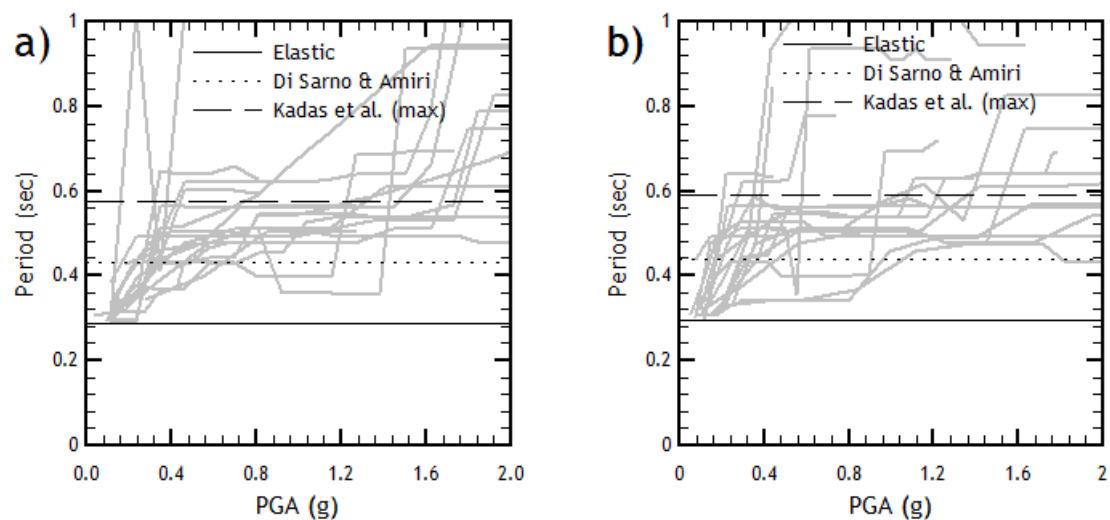 a)
1
0.8
0.6
0.4
0.2
0
Period (sec)
Elastic
Di Sarno & Amiri
Kadas et al. (max)
0.0
0.4
0.8
1.2
1.6
2.0
PGA (g)
b)
1
0.8
0.6
0.4
0.2
0
Period (sec)
Elastic
Di Sarno & Amiri
Kadas et al. (max)
0
0.4
0.8
1.2
1.6
2
PGA (g)